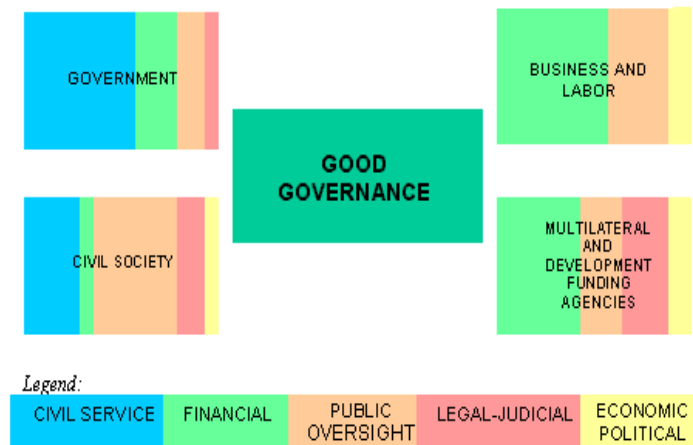 GOVERNMENT
BUSINESS AND
LABOR
GOOD
GOVERNANCE
CIVIL SOCIETY
MULTILATERAL
AND
DEVELOPMENT
FUNDING
AGENCIES
Legend:
CIVIL SERVICE
FINANCIAL
PUBLIC
OVERSIGHT
LEGAL-JUDICIAL
ECONOMIC
POLITICAL